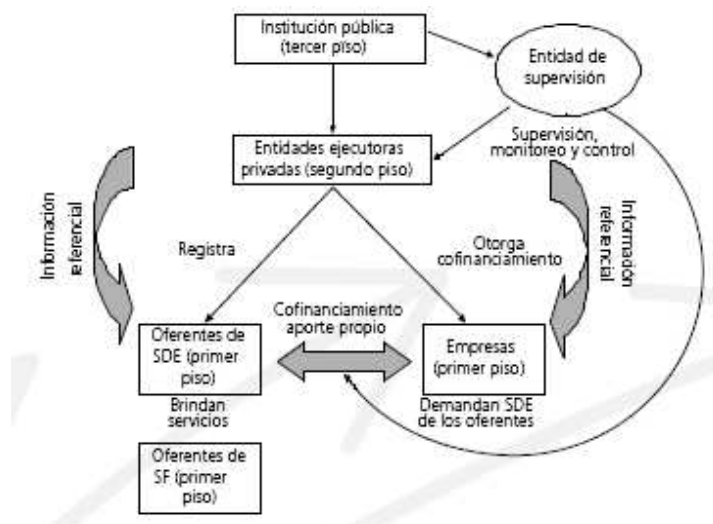 Institución pública
(tercer piso)
Entidad de
supervisión
Entidades ejecutoras
privadas (segundo piso)
Supervisión,
monitoreo y control
Información
referencial
Registra
Otorga
cofinanciamiento
Información
referencial
Cofinanciamiento
aporte propio
Oferentes de
SDE (primer
piso)
Empresas
(primer piso)
Brindan
servicios
Demandan SDE
de los oferentes
Oferentes de
SF (primer
piso)